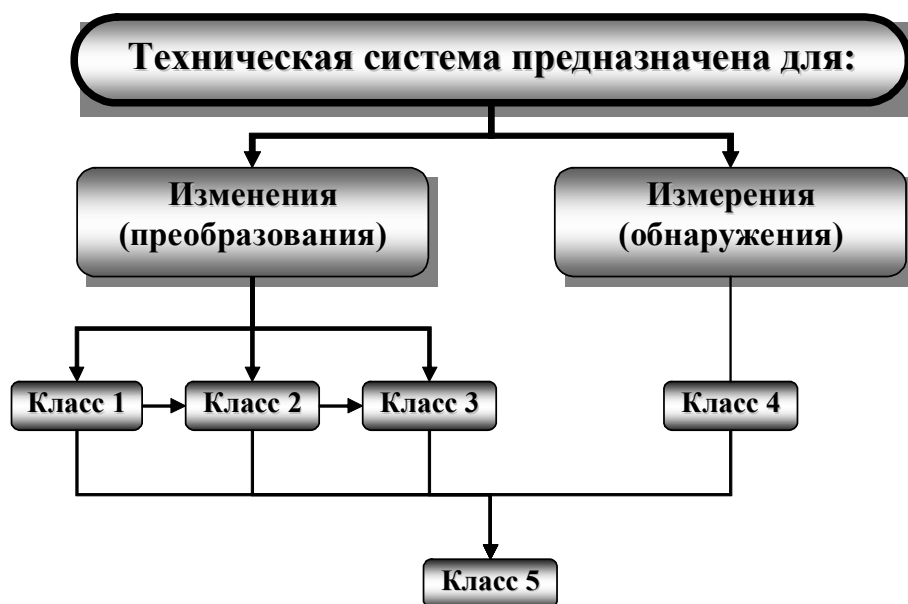 Техническая система предназначена для:
Изменения
(преобразования)
Измерения
(обнаружения)
Класс 1
Класс 2
Класс 3
Класс 4
Класс 5